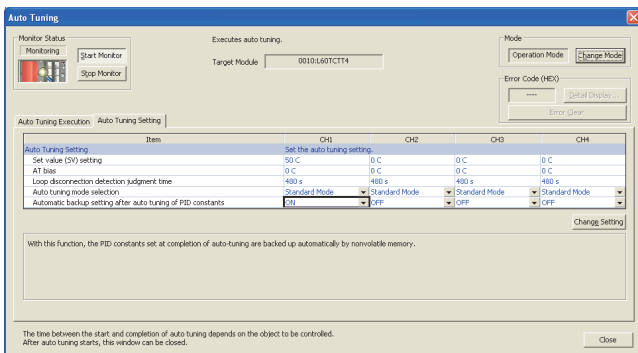 Auto Tuning
Monitor Status
Monitoring
Start Monitor
Stop Monitor
Executes auto tuning.
Target Module 0010:L60TCTT4
Mode
Operation Mode Change Mode
Error Code (HEX)
---- Detail Display...
Error Clear
Auto Tuning Execution Auto Tuning Setting
Item CH1 CH2 CH3 CH4
Auto Tuning Setting Set the auto tuning setting.
Set value (SV) setting 50 C 0 C 0 C 0 C
AT bias 0 C 0 C 0 C 0 C
Loop disconnection detection judgment time 480 s 480 s 480 s 480 s
Auto tuning mode selection Standard Mode Standard Mode Standard Mode Standard Mode
Automatic backup setting after auto tuning of PID constants ON OFF OFF OFF
Change Setting
With this function, the PID constants set at completion of auto-tuning are backed up automatically by nonvolatile memory.
The time between the start and completion of auto tuning depends on the object to be controlled.
After auto tuning starts, this window can be closed.
Close